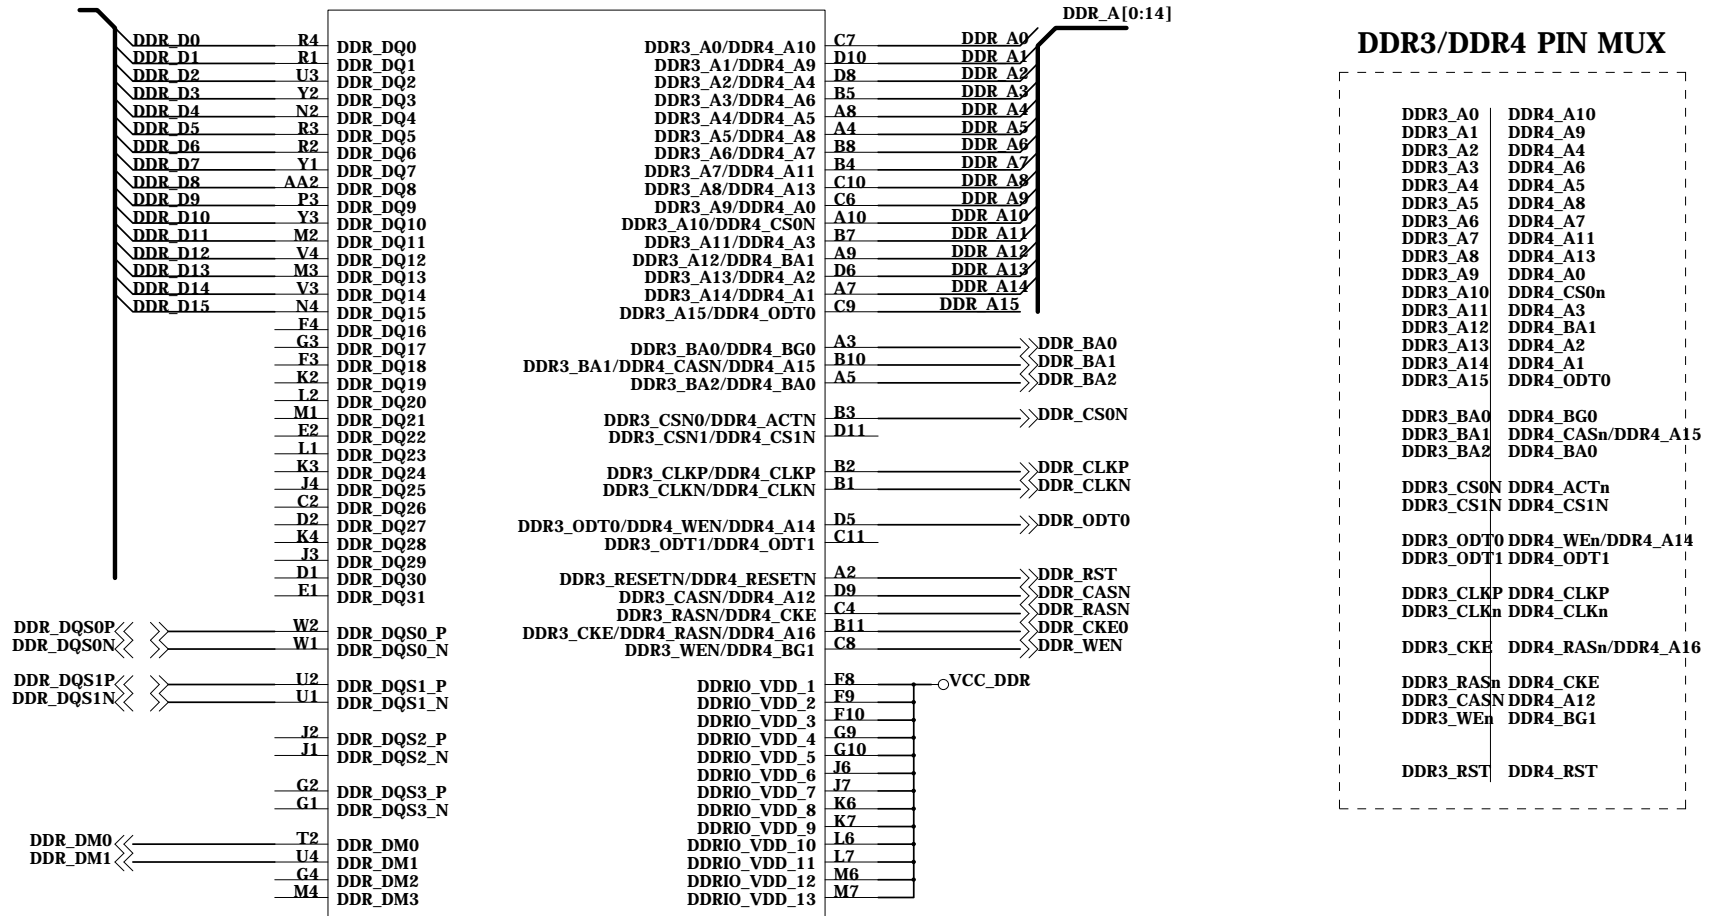 DDR_A[0:14]
DDR_D0 R4 DDR_DQ0 DDR3_A0/DDR4_A10 C7 DDR_A0
DDR_D1 R1 DDR_DQ1 DDR3_A1/DDR4_A9 D10 DDR_A1
DDR_D2 U3 DDR_DQ2 DDR3_A2/DDR4_A4 D8 DDR_A2
DDR_D3 Y2 DDR_DQ3 DDR3_A3/DDR4_A6 B5 DDR_A3
DDR_D4 N2 DDR_DQ4 DDR3_A4/DDR4_A5 A8 DDR_A4
DDR_D5 R3 DDR_DQ5 DDR3_A5/DDR4_A8 A4 DDR_A5
DDR_D6 R2 DDR_DQ6 DDR3_A6/DDR4_A7 B8 DDR_A6
DDR_D7 Y1 DDR_DQ7 DDR3_A7/DDR4_A11 B4 DDR_A7
DDR_D8 AA2 DDR_DQ8 DDR3_A8/DDR4_A13 C10 DDR_A8
DDR_D9 P3 DDR_DQ9 DDR3_A9/DDR4_A0 C6 DDR_A9
DDR_D10 Y3 DDR_DQ10 DDR3_A10/DDR4_CS0N A10 DDR_A10
DDR_D11 M2 DDR_DQ11 DDR3_A11/DDR4_A3 B7 DDR_A11
DDR_D12 V4 DDR_DQ12 DDR3_A12/DDR4_BA1 A9 DDR_A12
DDR_D13 M3 DDR_DQ13 DDR3_A13/DDR4_A2 D6 DDR_A13
DDR_D14 V3 DDR_DQ14 DDR3_A14/DDR4_A1 A7 DDR_A14
DDR_D15 N4 DDR_DQ15 DDR3_A15/DDR4_ODT0 C9 DDR_A15
F4 DDR_DQ16
G3 DDR_DQ17 DDR3_BA0/DDR4_BG0 A3 DDR_BA0
F3 DDR_DQ18 DDR3_BA1/DDR4_CASN/DDR4_A15 B10 DDR_BA1
K2 DDR_DQ19 DDR3_BA2/DDR4_BA0 A5 DDR_BA2
L2 DDR_DQ20
M1 DDR_DQ21 DDR3_CSN0/DDR4_ACTN B3 DDR_CS0N
E2 DDR_DQ22 DDR3_CSN1/DDR4_CS1N D11
L1 DDR_DQ23
K3 DDR_DQ24 DDR3_CLKP/DDR4_CLKP B2 DDR_CLKP
J4 DDR_DQ25 DDR3_CLKN/DDR4_CLKN B1 DDR_CLKN
C2 DDR_DQ26
D2 DDR_DQ27 DDR3_ODT0/DDR4_WEN/DDR4_A14 D5 DDR_ODT0
K4 DDR_DQ28 DDR3_ODT1/DDR4_ODT1 C11
J3 DDR_DQ29
D1 DDR_DQ30 DDR3_RESETN/DDR4_RESETN A2 DDR_RST
E1 DDR_DQ31 DDR3_CASN/DDR4_A12 D9 DDR_CASN
DDR3_RASN/DDR4_CKE C4 DDR_RASN
DDR_DQS0P W2 DDR_DQS0_P DDR3_CKE/DDR4_RASN/DDR4_A16 B11 DDR_CKE0
DDR_DQS0N W1 DDR_DQS0_N DDR3_WEN/DDR4_BG1 C8 DDR_WEN
DDR_DQS1P U2 DDR_DQS1_P DDRIO_VDD_1 F8 VCC_DDR
DDR_DQS1N U1 DDR_DQS1_N DDRIO_VDD_2 F9
DDRIO_VDD_3 F10
J2 DDR_DQS2_P DDRIO_VDD_4 G9
J1 DDR_DQS2_N DDRIO_VDD_5 G10
DDRIO_VDD_6 J6
G2 DDR_DQS3_P DDRIO_VDD_7 J7
G1 DDR_DQS3_N DDRIO_VDD_8 K6
DDRIO_VDD_9 K7
DDR_DM0 T2 DDR_DM0 DDRIO_VDD_10 L6
DDR_DM1 U4 DDR_DM1 DDRIO_VDD_11 L7
G4 DDR_DM2 DDRIO_VDD_12 M6
M4 DDR_DM3 DDRIO_VDD_13 M7
DDR3/DDR4 PIN MUX
DDR3_A0 DDR4_A10
DDR3_A1 DDR4_A9
DDR3_A2 DDR4_A4
DDR3_A3 DDR4_A6
DDR3_A4 DDR4_A5
DDR3_A5 DDR4_A8
DDR3_A6 DDR4_A7
DDR3_A7 DDR4_A11
DDR3_A8 DDR4_A13
DDR3_A9 DDR4_A0
DDR3_A10 DDR4_CS0n
DDR3_A11 DDR4_A3
DDR3_A12 DDR4_BA1
DDR3_A13 DDR4_A2
DDR3_A14 DDR4_A1
DDR3_A15 DDR4_ODT0
DDR3_BA0 DDR4_BG0
DDR3_BA1 DDR4_CASn/DDR4_A15
DDR3_BA2 DDR4_BA0
DDR3_CS0N DDR4_ACTn
DDR3_CS1N DDR4_CS1N
DDR3_ODT0 DDR4_WEn/DDR4_A14
DDR3_ODT1 DDR4_ODT1
DDR3_CLKP DDR4_CLKP
DDR3_CLKn DDR4_CLKn
DDR3_CKE DDR4_RASn/DDR4_A16
DDR3_RASn DDR4_CKE
DDR3_CASN DDR4_A12
DDR3_WEn DDR4_BG1
DDR3_RST DDR4_RST